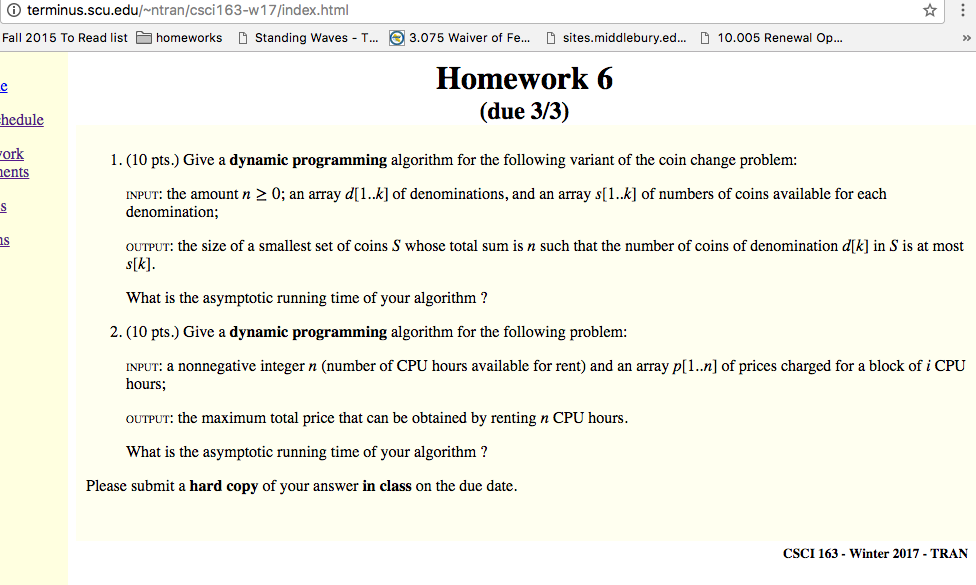 terminus.scu.edu/~ntran/csci163-w17/index.html
Fall 2015 To Read list homeworks Standing Waves - T... 3.075 Waiver of Fe... sites.middlebury.ed... 10.005 Renewal Op... »
e
hedule
ork
ents
s
ns
Homework 6
(due 3/3)
1. (10 pts.) Give a dynamic programming algorithm for the following variant of the coin change problem:
INPUT: the amount n ≥ 0; an array d[1..k] of denominations, and an array s[1..k] of numbers of coins available for each
denomination;
OUTPUT: the size of a smallest set of coins S whose total sum is n such that the number of coins of denomination d[k] in S is at most
s[k].
What is the asymptotic running time of your algorithm ?
2. (10 pts.) Give a dynamic programming algorithm for the following problem:
INPUT: a nonnegative integer n (number of CPU hours available for rent) and an array p[1..n] of prices charged for a block of i CPU
hours;
OUTPUT: the maximum total price that can be obtained by renting n CPU hours.
What is the asymptotic running time of your algorithm ?
Please submit a hard copy of your answer in class on the due date.
CSCI 163 - Winter 2017 - TRAN